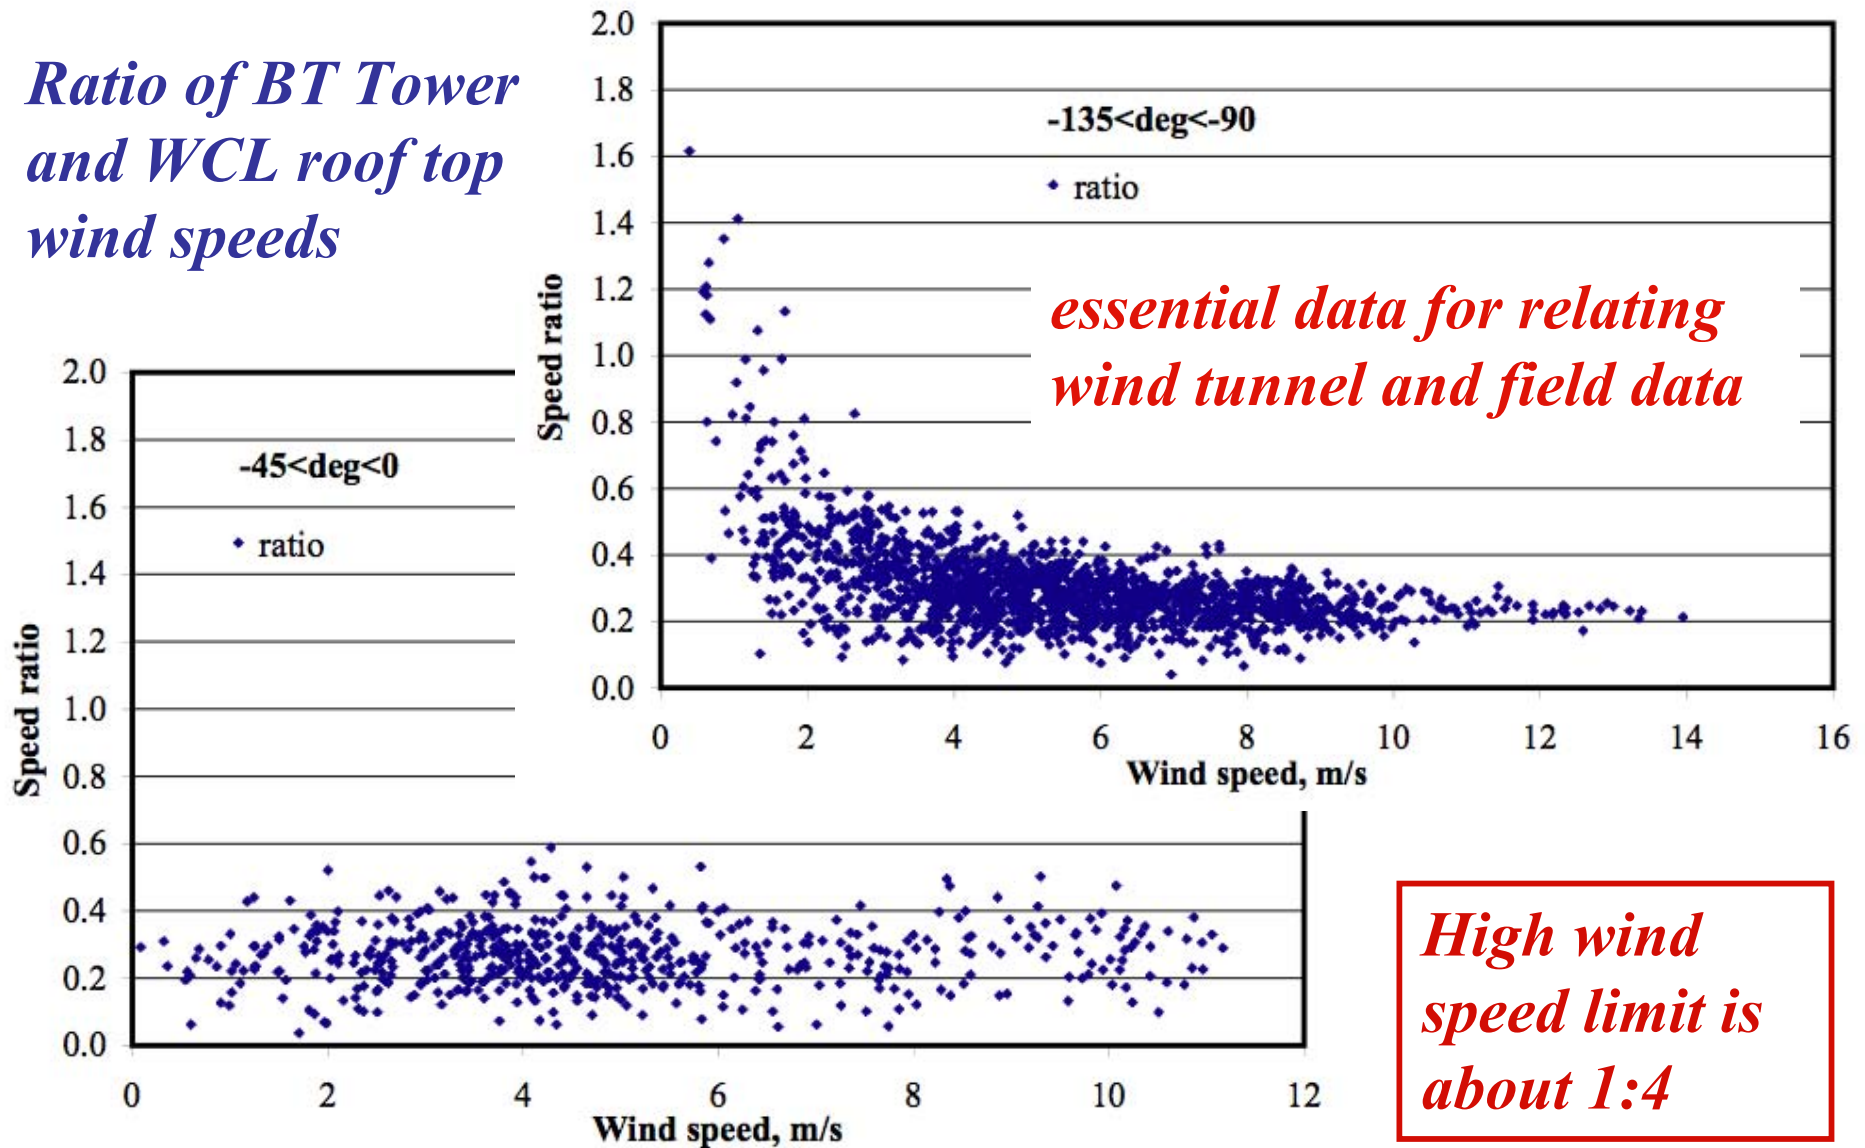 Ratio of BT Tower
and WCL roof top
wind speeds
2.0
1.8
1.6
1.4
1.2
1.0
0.8
0.6
0.4
0.2
0.0
Speed ratio
-135<deg<-90
ratio
essential data for relating
wind tunnel and field data
0 2 4 6 8 10 12 14 16
Wind speed, m/s
2.0
1.8
1.6
1.4
1.2
1.0
0.8
0.6
0.4
0.2
0.0
Speed ratio
-45<deg<0
ratio
0 2 4 6 8 10 12
Wind speed, m/s
High wind
speed limit is
about 1:4